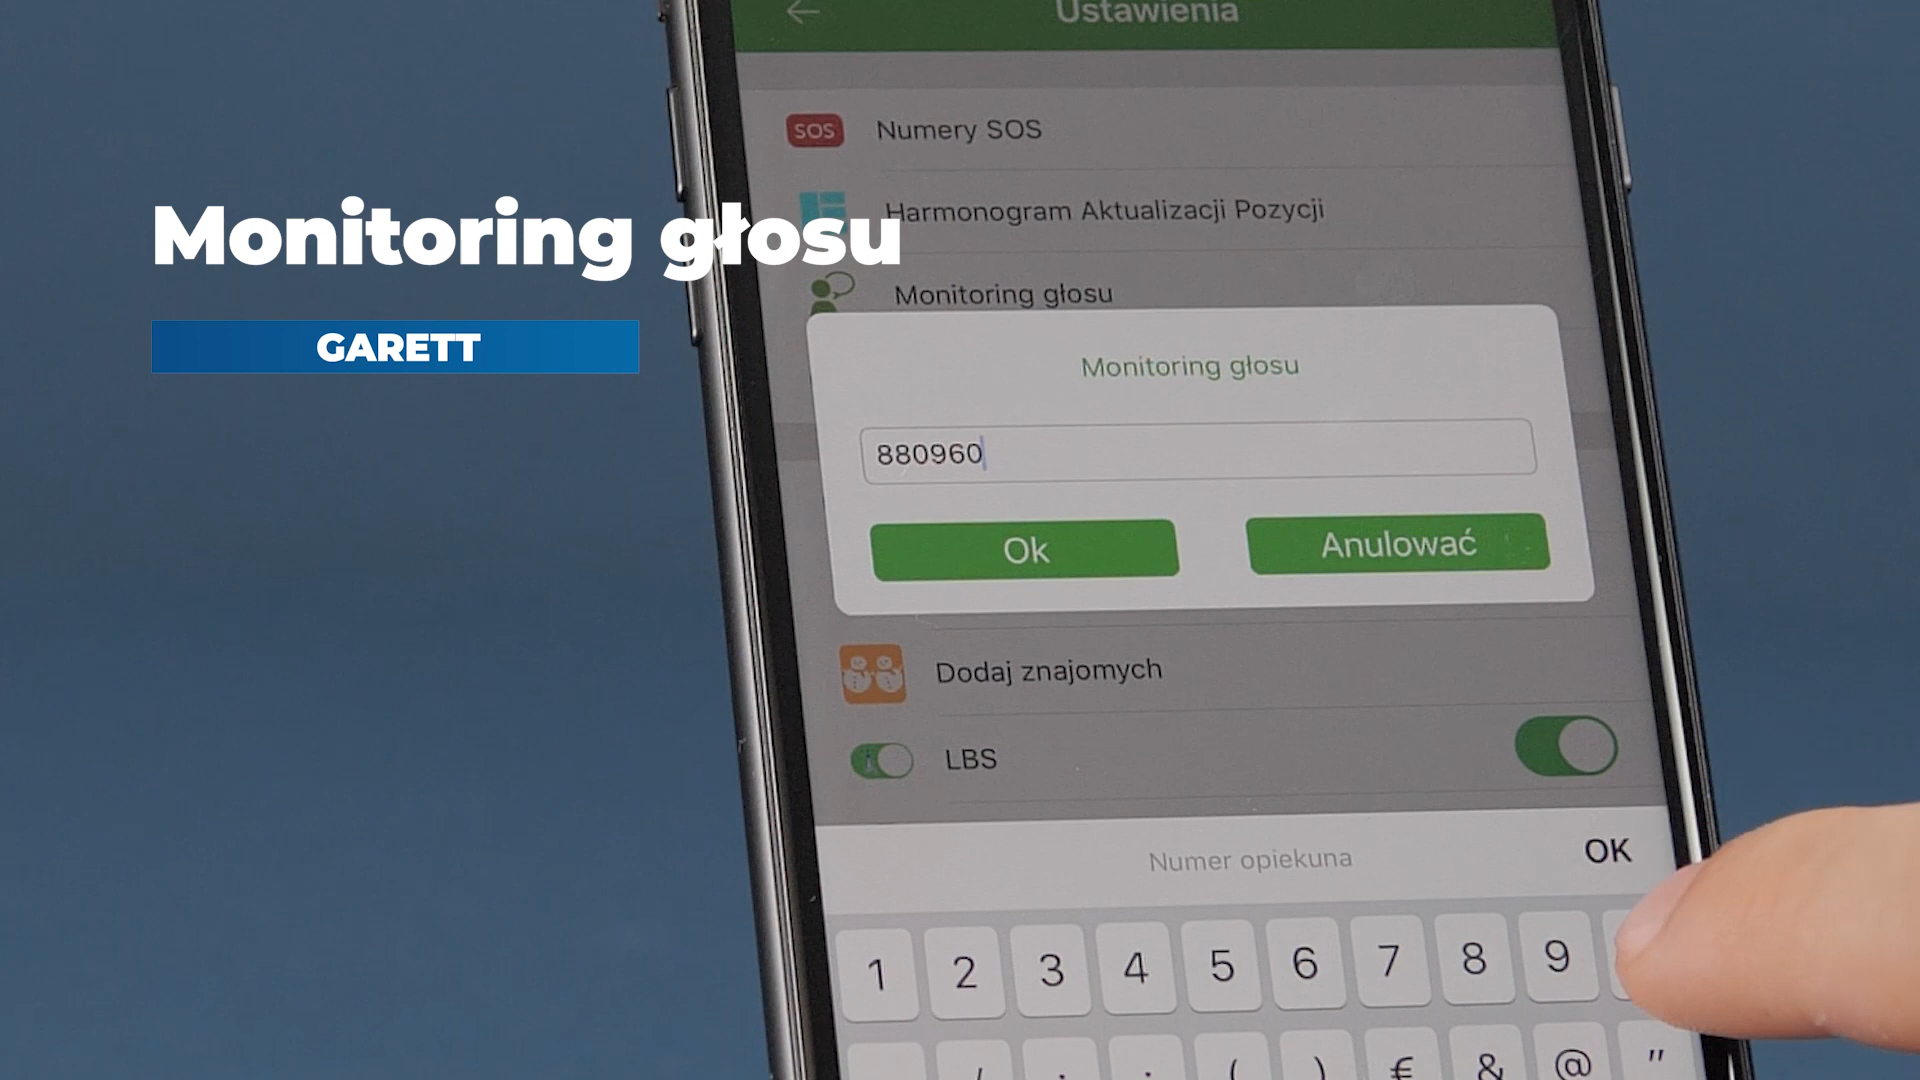 Ustawienia
SOS Numery SOS
Harmonogram Aktualizacji Pozycji
Monitoring głosu
GARETT
Monitoring głosu
Monitoring głosu
880960
Ok Anulować
Dodaj znajomych
LBS
Numer opiekuna OK
1 2 3 4 5 6 7 8 9
/ : ; ( ) € & @ "